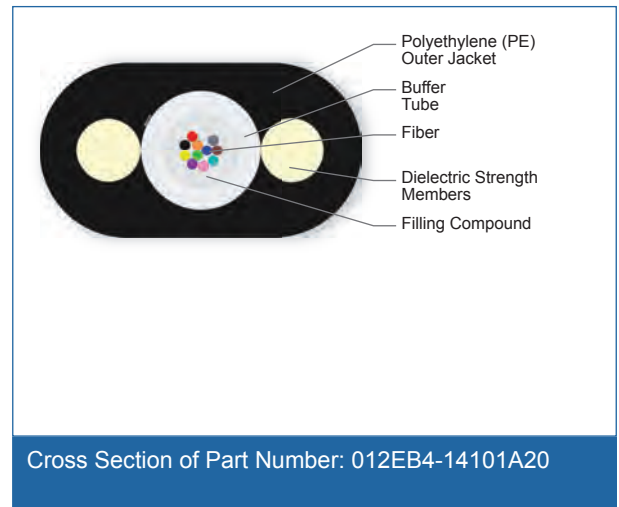 Polyethylene (PE)
Outer Jacket
Buffer
Tube
Fiber
Dielectric Strength
Members
Filling Compound
Cross Section of Part Number: 012EB4-14101A20